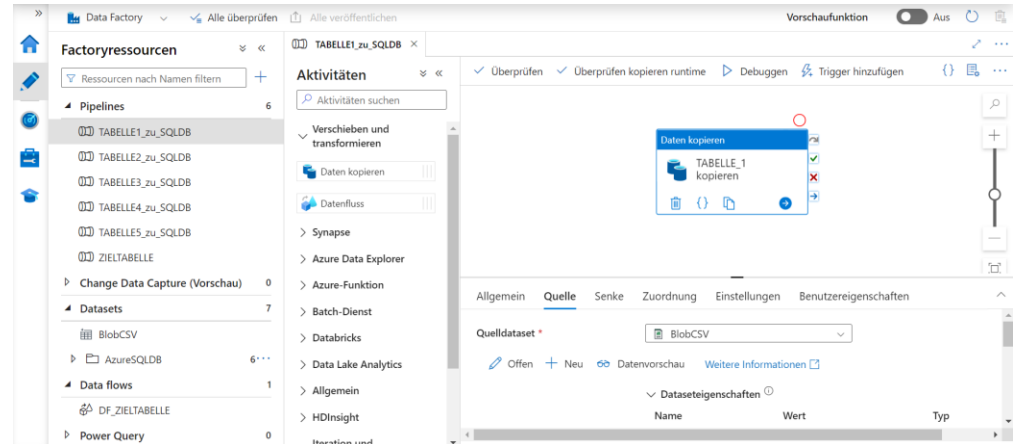 Data Factory
Alle überprüfen
Alle veröffentlichen
Vorschaufunktion
Aus
Factoryressourcen
Ressourcen nach Namen filtern
Pipelines 6
TABELLE1_zu_SQLDB
TABELLE2_zu_SQLDB
TABELLE3_zu_SQLDB
TABELLE4_zu_SQLDB
TABELLE5_zu_SQLDB
ZIELTABELLE
Change Data Capture (Vorschau) 0
Datasets 7
BlobCSV
AzureSQLDB 6
Data flows 1
DF_ZIELTABELLE
Power Query 0
TABELLE1_zu_SQLDB
Aktivitäten
Aktivitäten suchen
Verschieben und
transformieren
Daten kopieren
Datenfluss
Synapse
Azure Data Explorer
Azure-Funktion
Batch-Dienst
Databricks
Data Lake Analytics
Allgemein
HDInsight
Iteration und
Überprüfen
Überprüfen kopieren runtime
Debuggen
Trigger hinzufügen
Daten kopieren
TABELLE_1
kopieren
Allgemein Quelle Senke Zuordnung Einstellungen Benutzereigenschaften
Quelldataset *
BlobCSV
Offen
Neu
Datenvorschau
Weitere Informationen
Dataseteigenschaften
Name Wert Typ